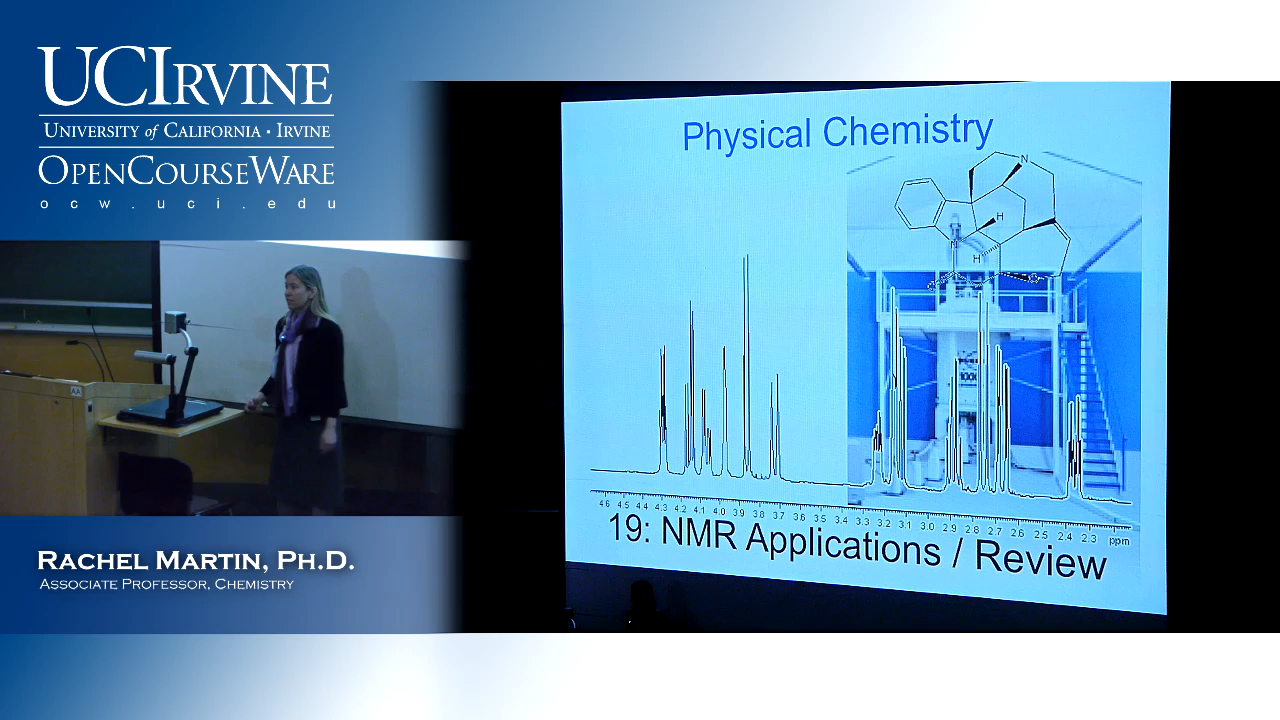 UCIRVINE
UNIVERSITY of CALIFORNIA · IRVINE
OPENCOURSEWARE
ocw.uci.edu
RACHEL MARTIN, PH.D.
ASSOCIATE PROFESSOR, CHEMISTRY
Physical Chemistry
N
H
N
H
4.6 4.5 4.4 4.3 4.2 4.1 4.0 3.9 3.8 3.7 3.6 3.5 3.4 3.3 3.2 3.1 3.0 2.9 2.8 2.7 2.6 2.5 2.4 2.3 ppm
19: NMR Applications / Review